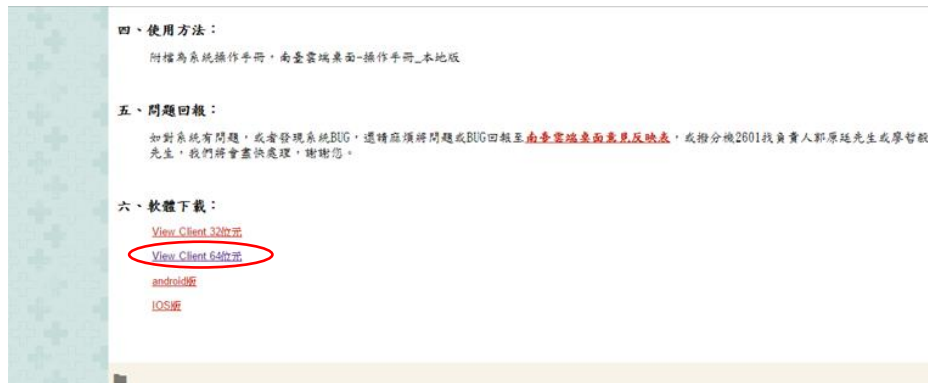 四、使用方法：
附檔為系統操作手冊，南臺雲端桌面-操作手冊_本地版
五、問題回報：
如對系統有問題，或者發現系統BUG，還請麻煩將問題或BUG回報至南臺雲端桌面意見反映表，或撥分機2601找負責人郭原廷先生或廖哲毅
先生，我們將會盡快處理，謝謝您。
六、軟體下載：
View Client 32位元
View Client 64位元
android版
IOS版